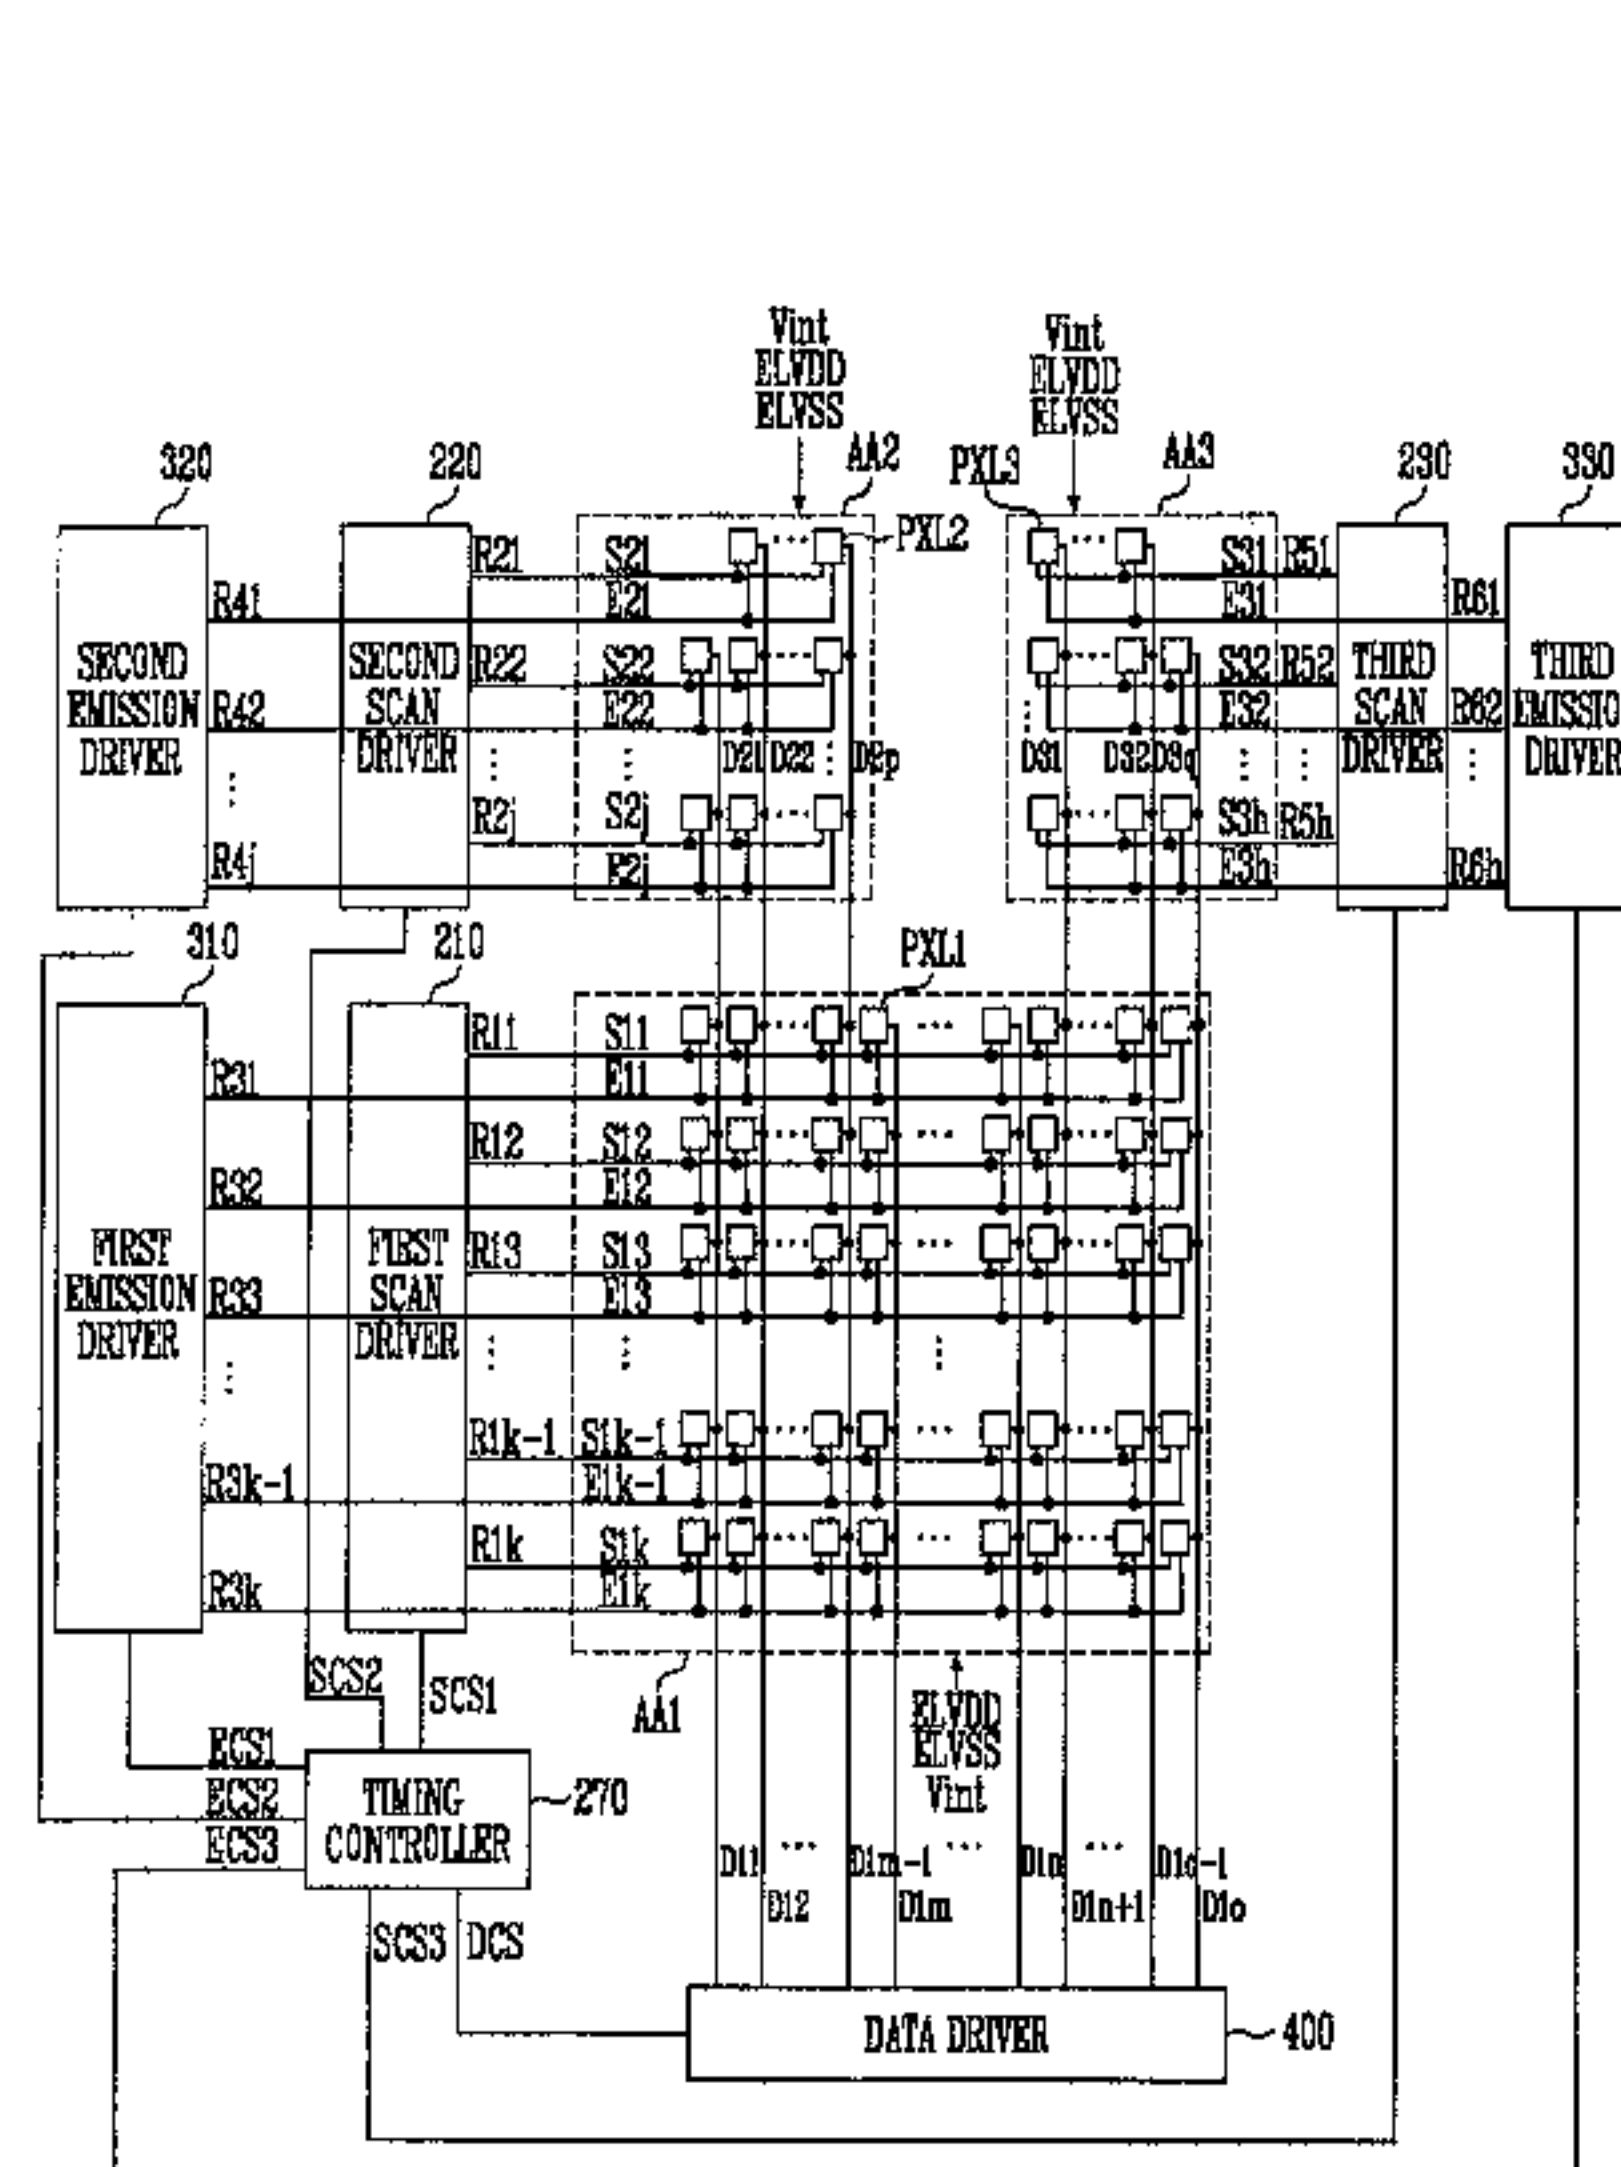 Vint
ELVDD
ELVSS
Vint
ELVDD
ELVSS
320
220
AA2
PXL3
AA3
230
330
PXL2
R21
S21
S31
R51
R41
E21
E31
R61
SECOND
EMISSION
DRIVER
SECOND
SCAN
DRIVER
R22
S22
S32
R52
THIRD
SCAN
DRIVER
THIRD
R42
E22
E32
R62
DRIVER
D21
D22
D2p
D31
D32
D3q
R2j
S2j
S3h
R5h
R4j
E2j
E3h
R6h
310
210
PXL1
R11
S11
R31
E11
R12
S12
R32
E12
R13
S13
R33
E13
FIRST
EMISSION
DRIVER
FIRST
SCAN
DRIVER
R1k-1
S1k-1
R3k-1
E1k-1
R1k
S1k
R3k
E1k
SCS2
SCS1
AA1
ELVDD
ELVSS
Vint
ECS1
ECS2
ECS3
TIMING
CONTROLLER
270
D11
D1m-1
D1n
D1o-1
D12
D1m
D1n+1
D1o
SCS3
DCS
DATA DRIVER
400